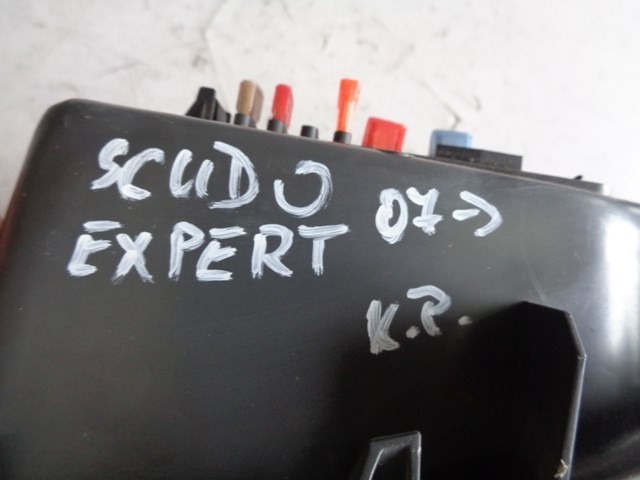 SCUDO 07->
EXPERT
K.P.